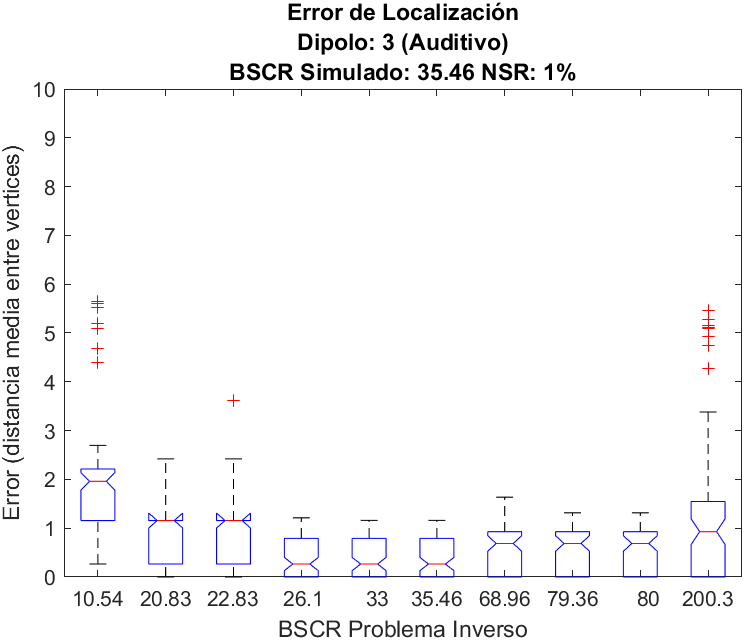 Error de Localización
Dipolo: 3 (Auditivo)
BSCR Simulado: 35.46 NSR: 1%
Error (distancia media entre vertices)
10
9
8
7
6
5
4
3
2
1
0
10.54 20.83 22.83 26.1 33 35.46 68.96 79.36 80 200.3
BSCR Problema Inverso